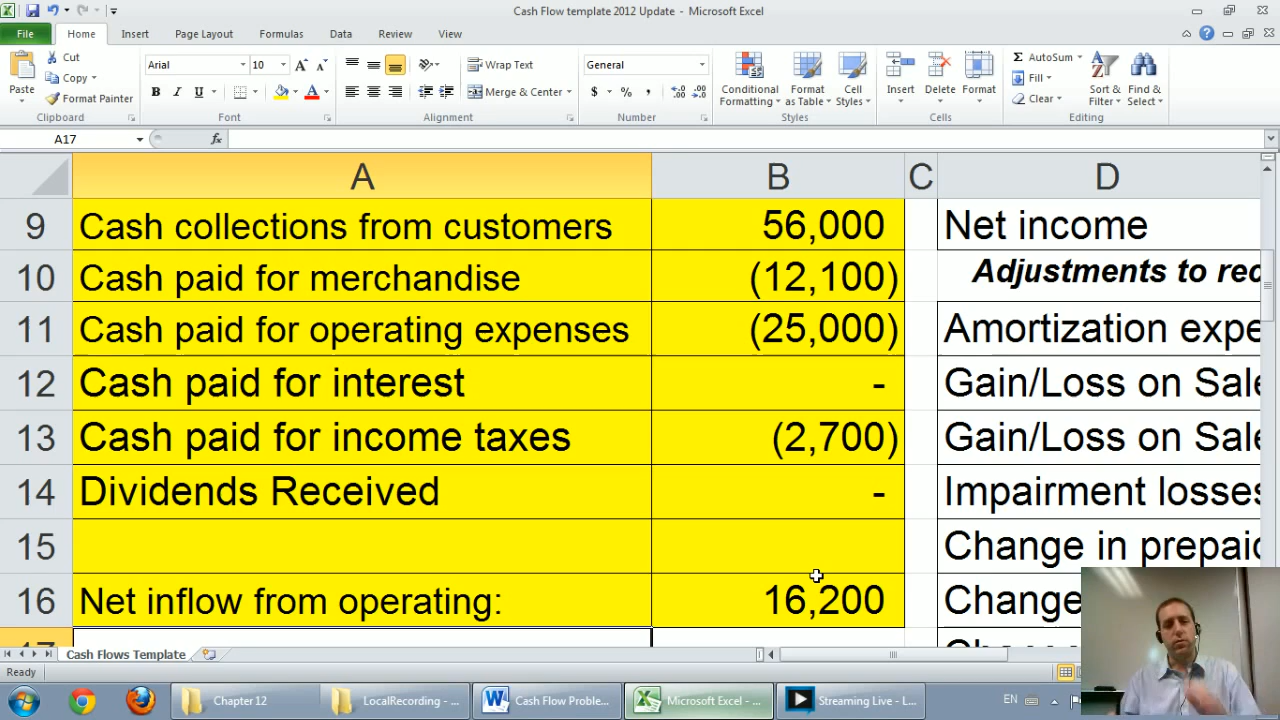 Cash Flow template 2012 Update - Microsoft Excel
File Home Insert Page Layout Formulas Data Review View
Cut
Copy
Format Painter
Paste
Clipboard
Arial 10
B I U
Font
Wrap Text
Merge & Center
Alignment
General
$ % ,
Number
Conditional Formatting
Format as Table
Cell Styles
Styles
Insert Delete Format
Cells
AutoSum
Fill
Clear
Sort & Filter
Find & Select
Editing
A17 fx
A B C D
9 Cash collections from customers 56,000 Net income
10 Cash paid for merchandise (12,100) Adjustments to rec
11 Cash paid for operating expenses (25,000) Amortization expe
12 Cash paid for interest - Gain/Loss on Sale
13 Cash paid for income taxes (2,700) Gain/Loss on Sale
14 Dividends Received - Impairment losses
15 Change in prepaid
16 Net inflow from operating: 16,200 Change
17
Cash Flows Template
Ready
Chapter 12
LocalRecording - ...
Cash Flow Proble...
Microsoft Excel - ...
Streaming Live - L...
EN